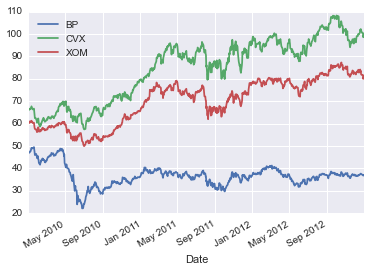 110
100
90
80
70
60
50
40
30
20
BP
CVX
XOM
May 2010
Sep 2010
Jan 2011
May 2011
Sep 2011
Jan 2012
May 2012
Sep 2012
Date